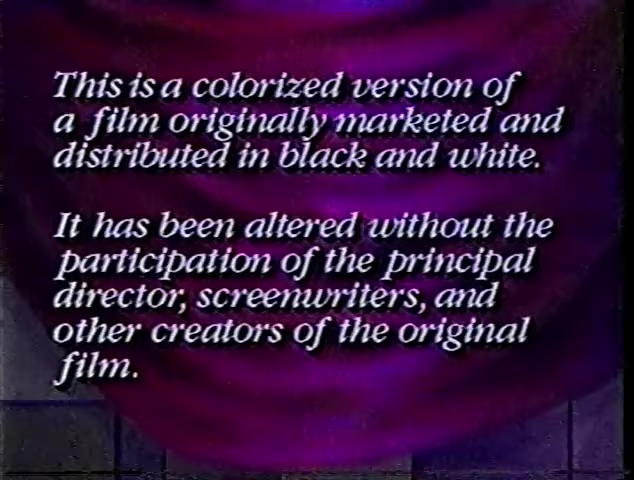 This is a colorized version of
a film originally marketed and
distributed in black and white.
It has been altered without the
participation of the principal
director, screenwriters, and
other creators of the original
film.